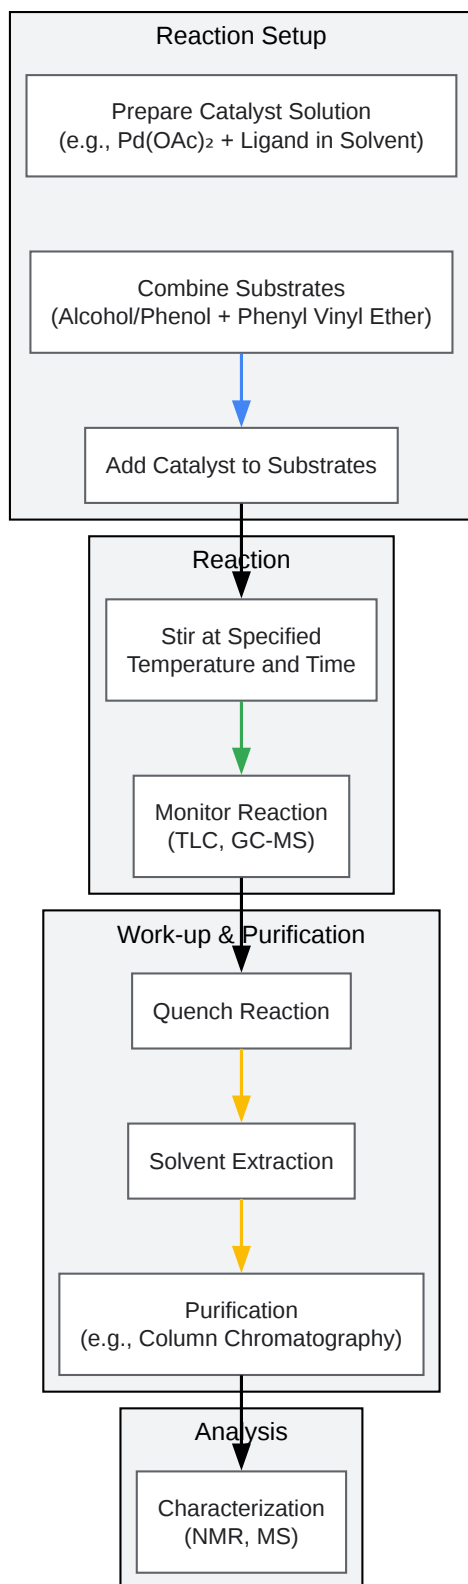 Reaction Setup
Prepare Catalyst Solution
(e.g., Pd(OAc)₂ + Ligand in Solvent)
Combine Substrates
(Alcohol/Phenol + Phenyl Vinyl Ether)
Add Catalyst to Substrates
Reaction
Stir at Specified
Temperature and Time
Monitor Reaction
(TLC, GC-MS)
Work-up & Purification
Quench Reaction
Solvent Extraction
Purification
(e.g., Column Chromatography)
Analysis
Characterization
(NMR, MS)